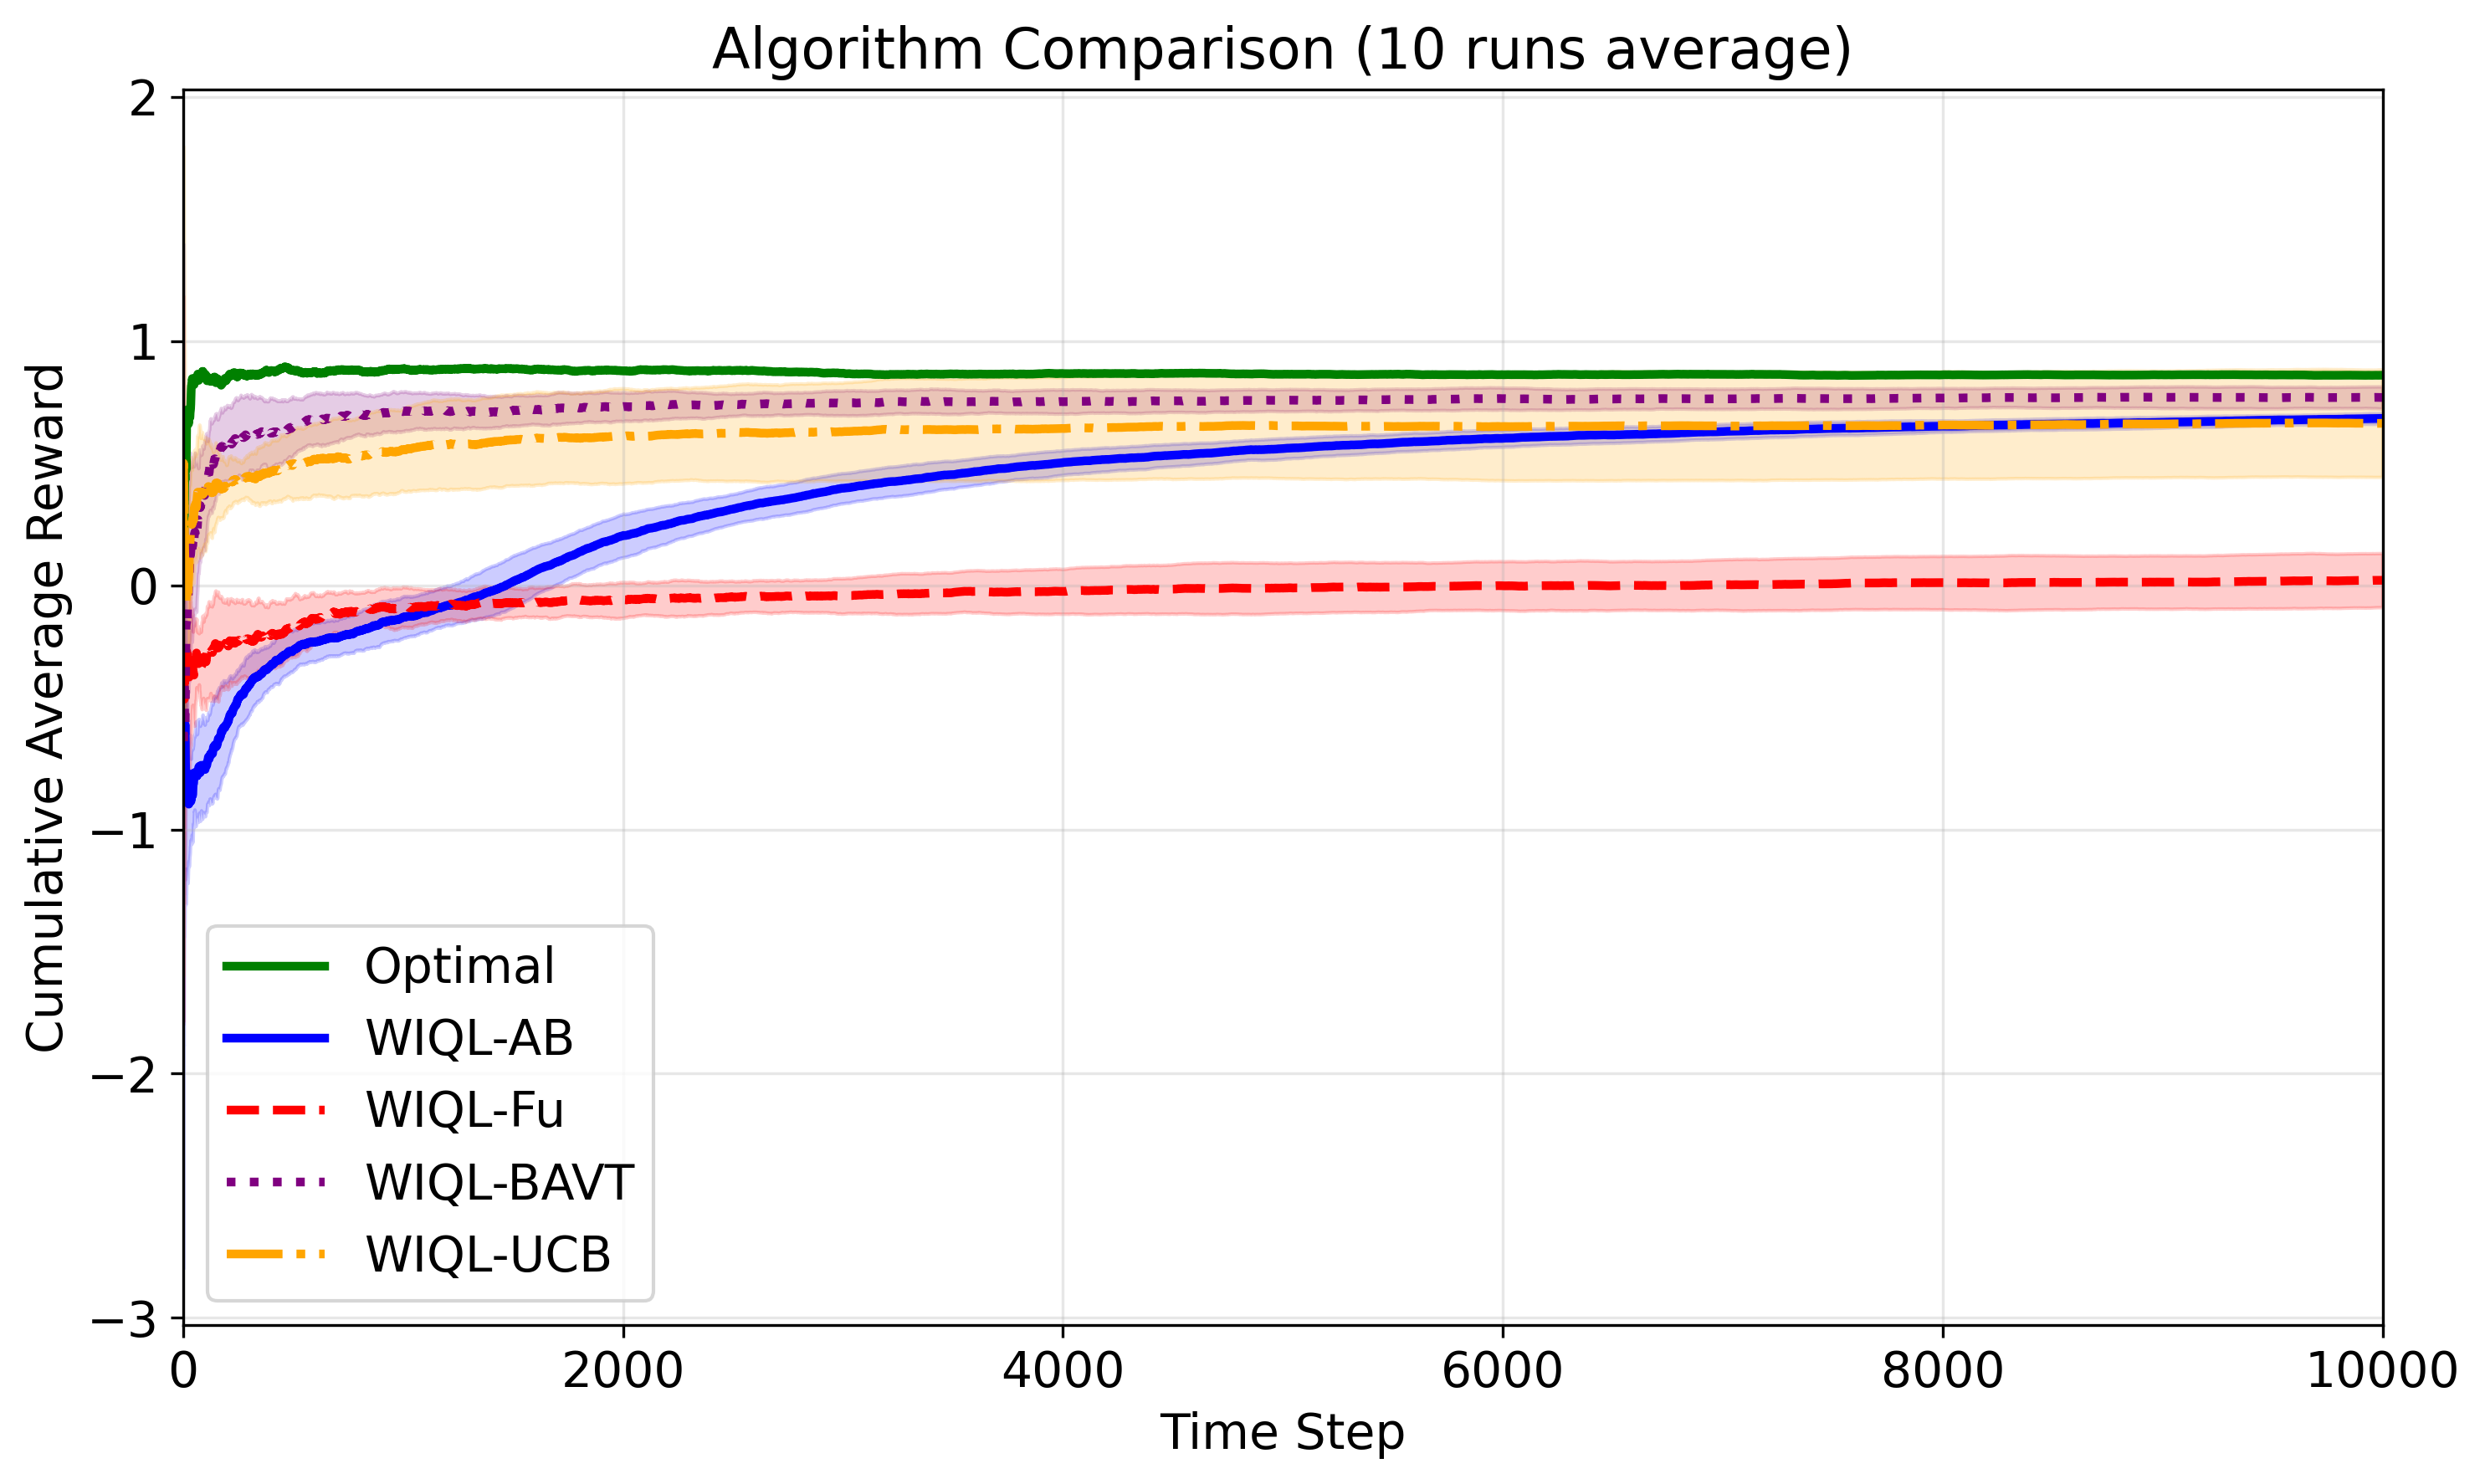 Algorithm Comparison (10 runs average)
Cumulative Average Reward
2
1
0
−1
−2
−3
Optimal
WIQL-AB
WIQL-Fu
WIQL-BAVT
WIQL-UCB
0 2000 4000 6000 8000 10000
Time Step